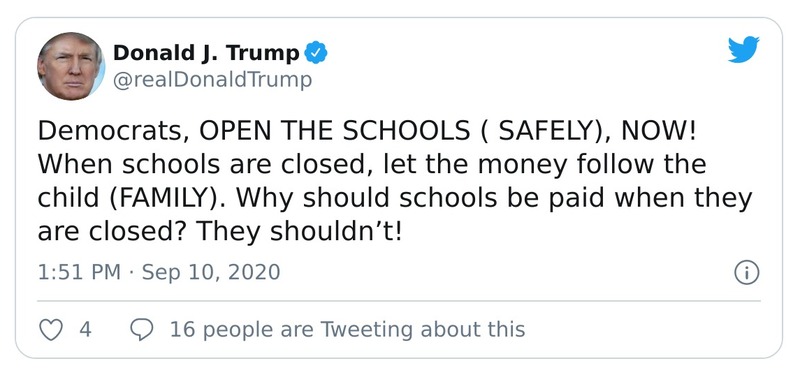 Donald J. Trump
@realDonaldTrump
Democrats, OPEN THE SCHOOLS ( SAFELY), NOW!
When schools are closed, let the money follow the
child (FAMILY). Why should schools be paid when they
are closed? They shouldn’t!
1:51 PM · Sep 10, 2020
4 16 people are Tweeting about this